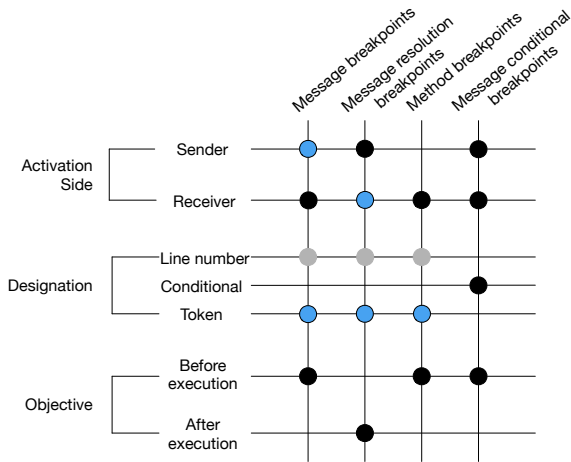 Message breakpoints
Message resolution
breakpoints
Method breakpoints
Message conditional
breakpoints
Activation
Side
Sender
Receiver
Designation
Line number
Conditional
Token
Objective
Before
execution
After
execution